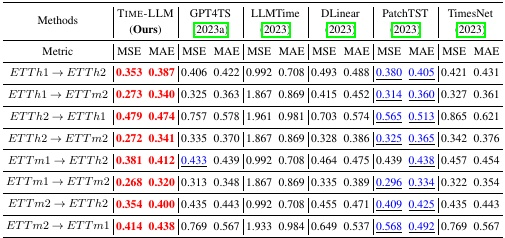 Methods TIME-LLM GPT4TS LLMTime DLinear PatchTST TimesNet
(Ours) (2023a) (2023) (2023) (2023) (2023)
Metric MSE MAE MSE MAE MSE MAE MSE MAE MSE MAE MSE MAE
ETTh1 → ETTh2 0.353 0.387 0.406 0.422 0.992 0.708 0.493 0.488 0.380 0.405 0.421 0.431
ETTh1 → ETTm2 0.273 0.340 0.325 0.363 1.867 0.869 0.415 0.452 0.314 0.360 0.327 0.361
ETTh2 → ETTh1 0.479 0.474 0.757 0.578 1.961 0.981 0.703 0.574 0.565 0.513 0.865 0.621
ETTh2 → ETTm2 0.272 0.341 0.335 0.370 1.867 0.869 0.328 0.386 0.325 0.365 0.342 0.376
ETTm1 → ETTh2 0.381 0.412 0.433 0.439 0.992 0.708 0.464 0.475 0.439 0.438 0.457 0.454
ETTm1 → ETTm2 0.268 0.320 0.313 0.348 1.867 0.869 0.335 0.389 0.296 0.334 0.322 0.354
ETTm2 → ETTh2 0.354 0.400 0.435 0.443 0.992 0.708 0.455 0.471 0.409 0.425 0.435 0.443
ETTm2 → ETTm1 0.414 0.438 0.769 0.567 1.933 0.984 0.649 0.537 0.568 0.492 0.769 0.567